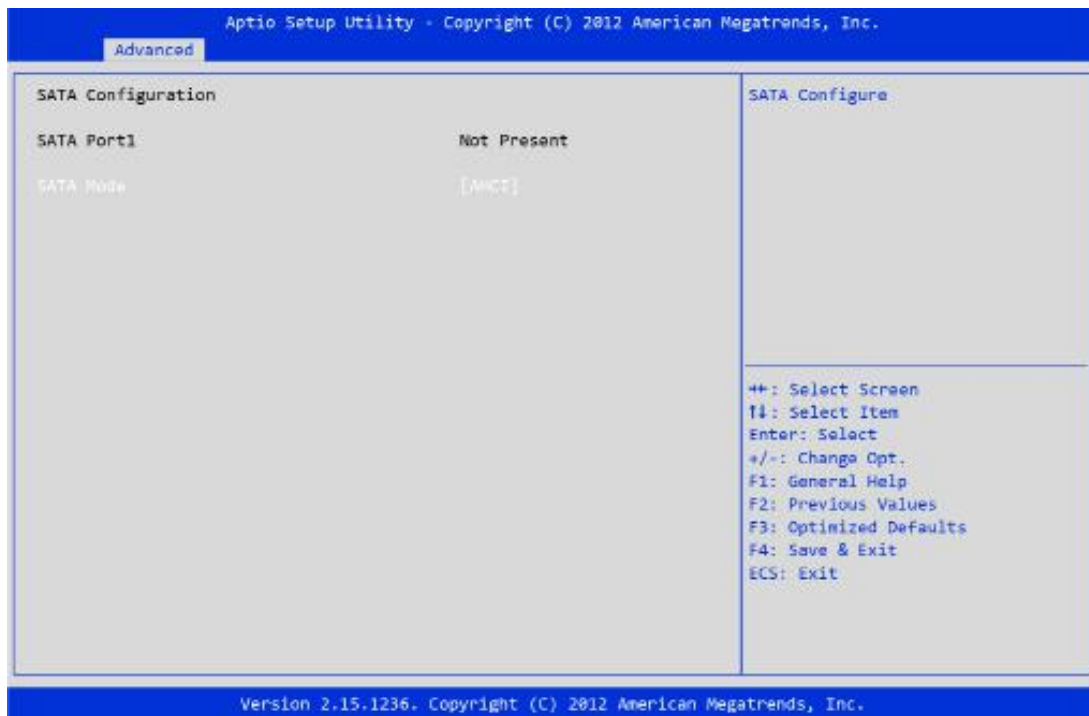 Aptio Setup Utility - Copyright (C) 2012 American Megatrends, Inc.
Advanced
SATA Configuration
SATA Port1 Not Present
SATA Mode [AHCI]
SATA Configure
→←: Select Screen
↑↓: Select Item
Enter: Select
+/-: Change Opt.
F1: General Help
F2: Previous Values
F3: Optimized Defaults
F4: Save & Exit
ECS: Exit
Version 2.15.1236. Copyright (C) 2012 American Megatrends, Inc.